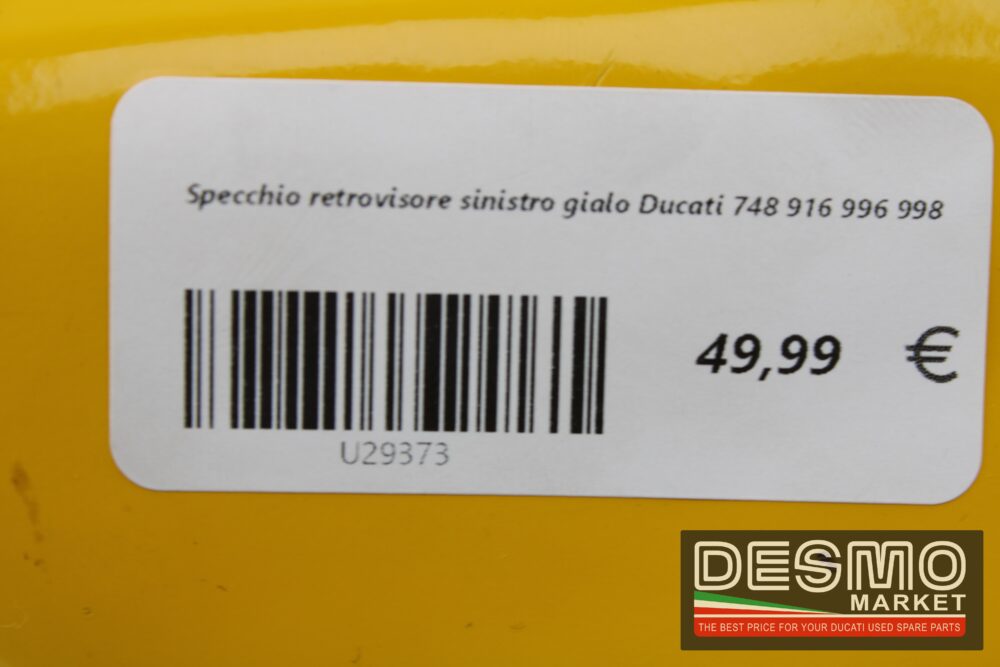 Specchio retrovisore sinistro gialo Ducati 748 916 996 998
49,99 €
U29373
DESMO
MARKET
THE BEST PRICE FOR YOUR DUCATI USED SPARE PARTS